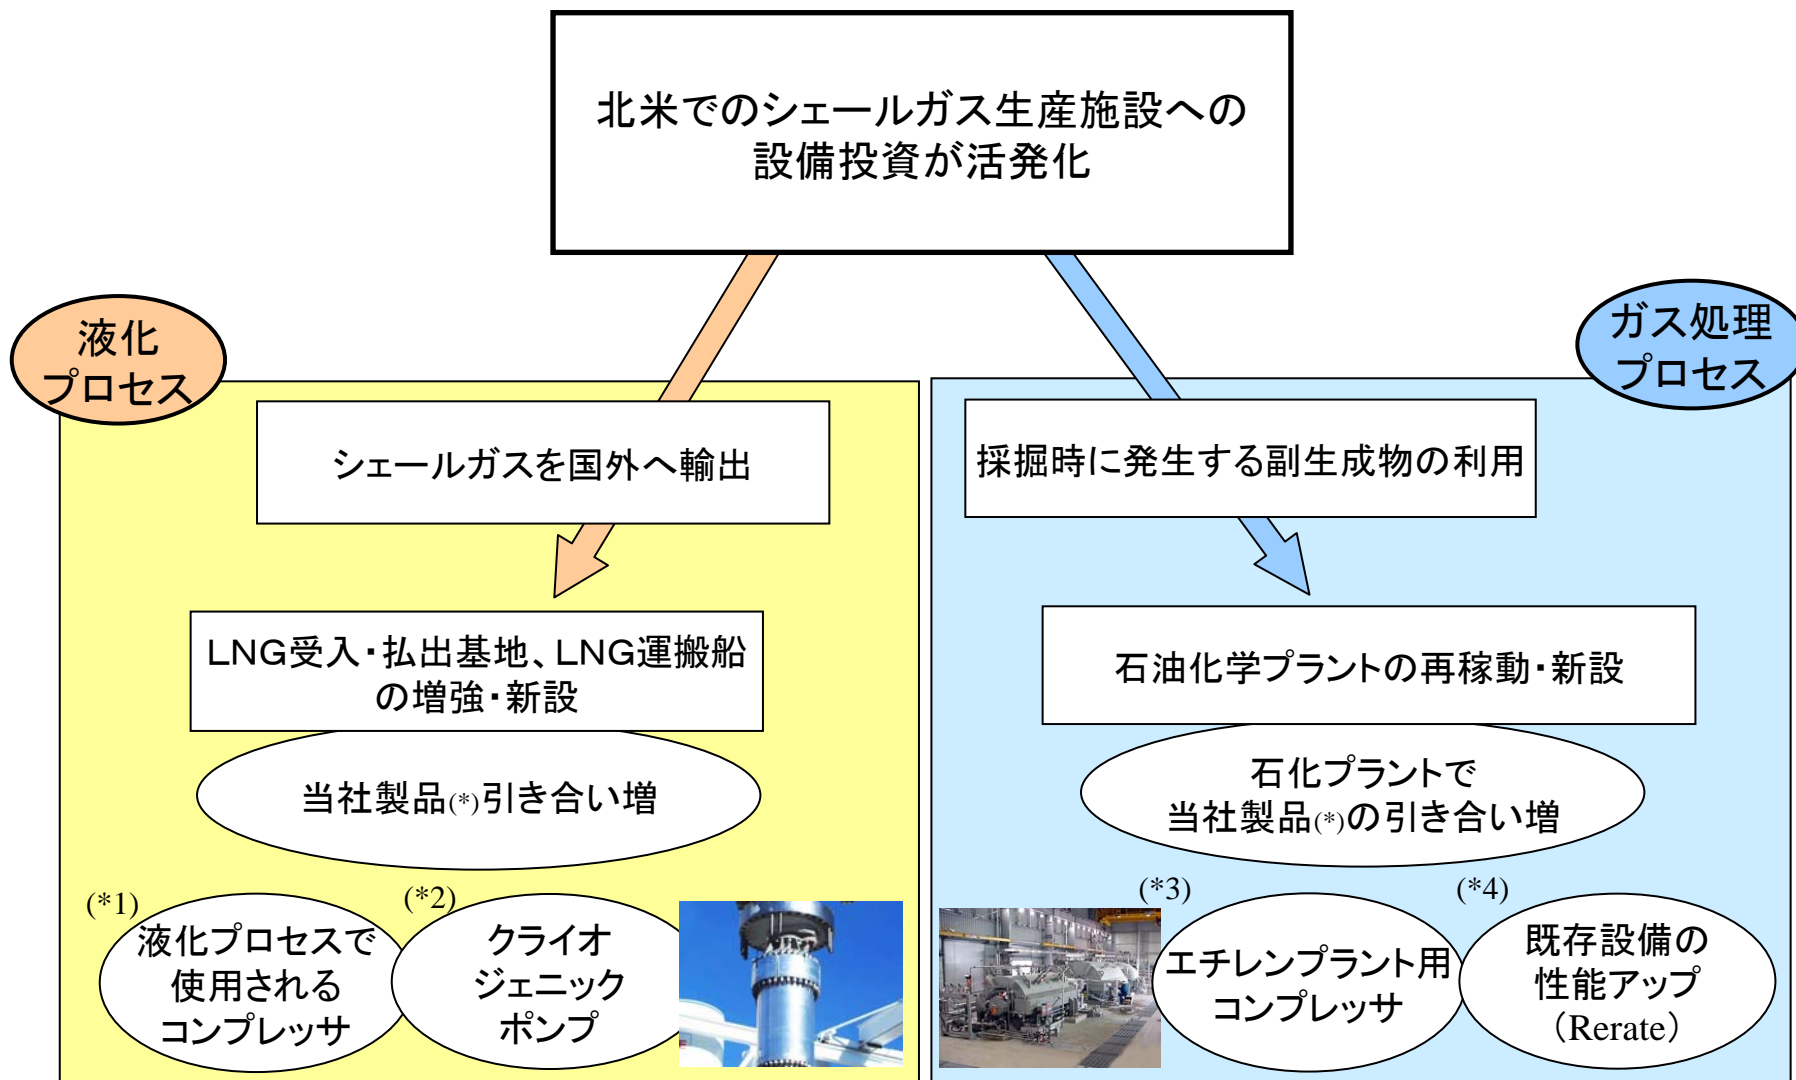 北米でのシェールガス生産施設への
設備投資が活発化
液化
プロセス
ガス処理
プロセス
シェールガスを国外へ輸出
採掘時に発生する副生成物の利用
LNG受入・払出基地、LNG運搬船
の増強・新設
石油化学プラントの再稼動・新設
当社製品(*)引き合い増
石化プラントで
当社製品(*)の引き合い増
(*1)
液化プロセスで
使用される
コンプレッサ
(*2)
クライオ
ジェニック
ポンプ
(*3)
エチレンプラント用
コンプレッサ
(*4)
既存設備の
性能アップ
（Rerate）